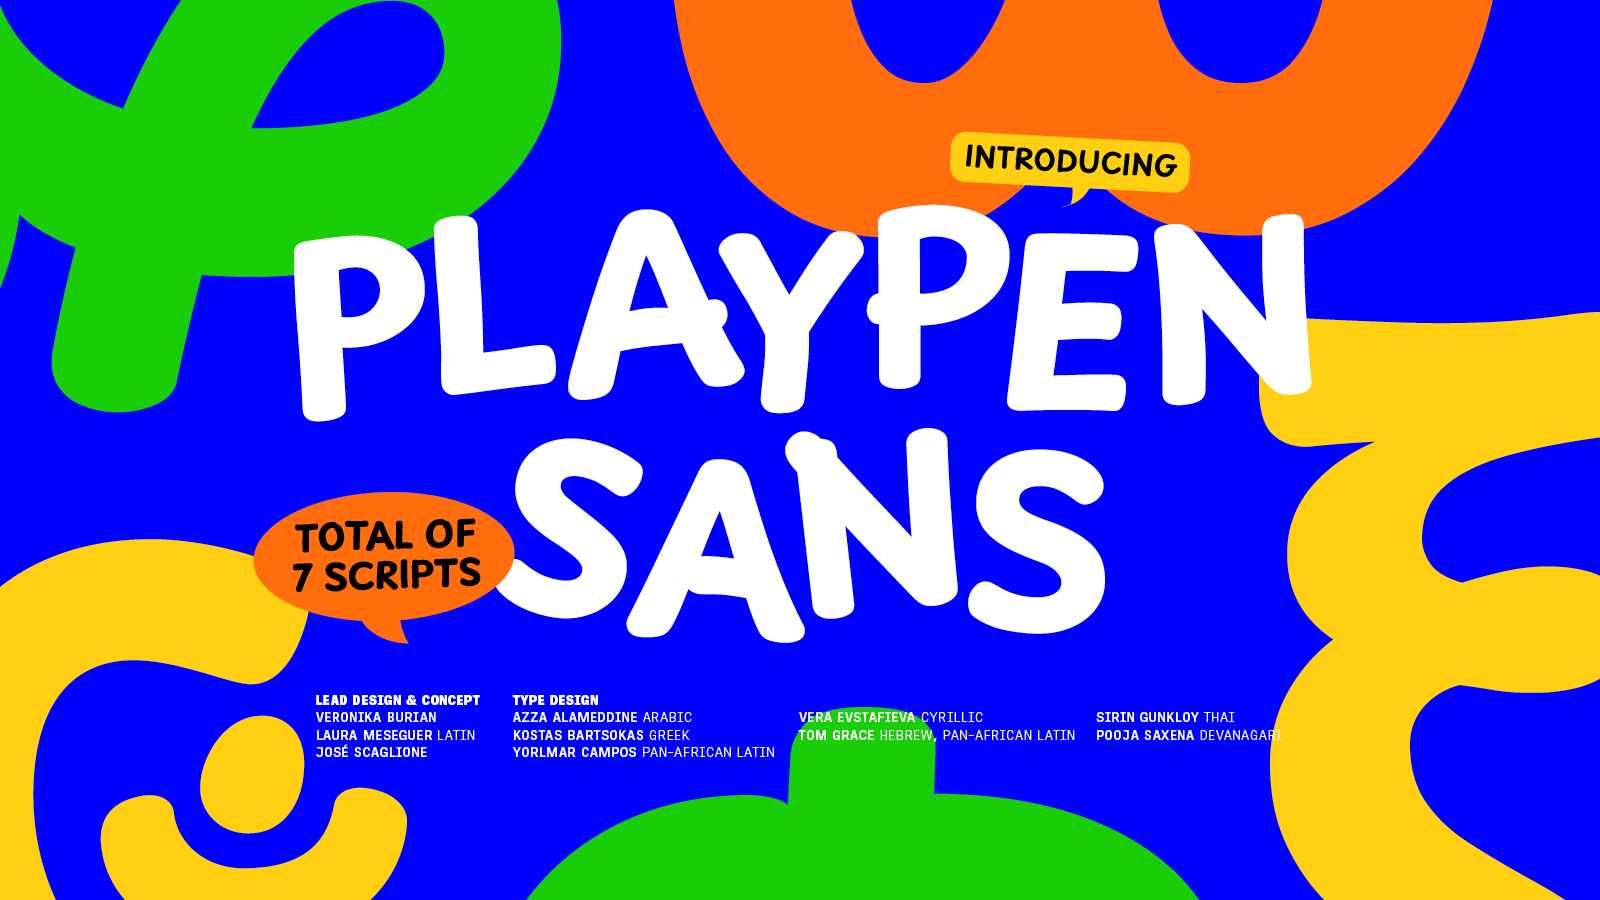 INTRODUCING
PLAYPEN
SANS
TOTAL OF
7 SCRIPTS
LEAD DESIGN & CONCEPT
VERONIKA BURIAN
LAURA MESEGUER LATIN
JOSÉ SCAGLIONE
TYPE DESIGN
AZZA ALAMEDDINE ARABIC
KOSTAS BARTSOKAS GREEK
YORLMAR CAMPOS PAN-AFRICAN LATIN
VERA EVSTAFIEVA CYRILLIC
TOM GRACE HEBREW, PAN-AFRICAN LATIN
SIRIN GUNKLOY THAI
POOJA SAXENA DEVANAGARI